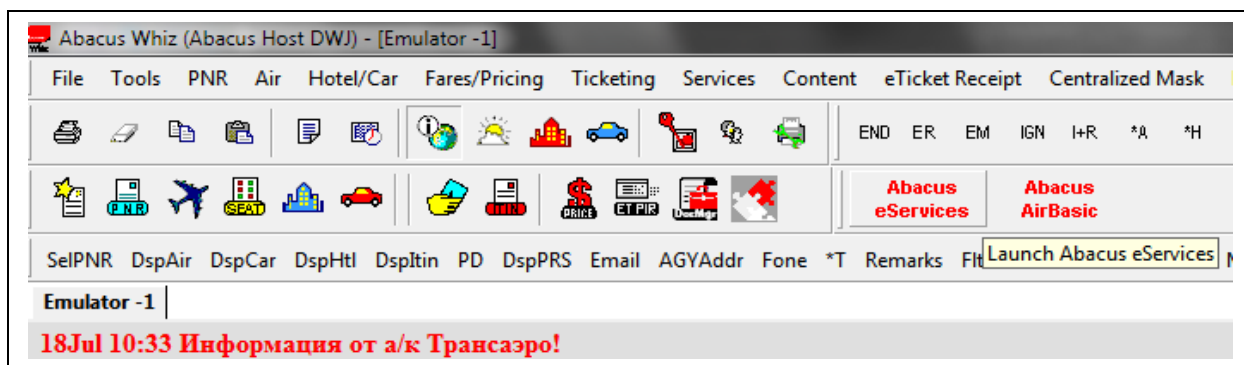 Abacus Whiz (Abacus Host DWJ) - [Emulator -1]
File Tools PNR Air Hotel/Car Fares/Pricing Ticketing Services Content eTicket Receipt Centralized Mask
END ER EM IGN I+R *A *H
PNR SEAT ITIN PRICE ET PIR DocMgr Abacus eServices Abacus AirBasic
SelPNR DspAir DspCar DspHtl DspItin PD DspPRS Email AGYAddr Fone *T Remarks Flt Launch Abacus eServices
Emulator -1
18Jul 10:33 Информация от а/к Трансаэро!